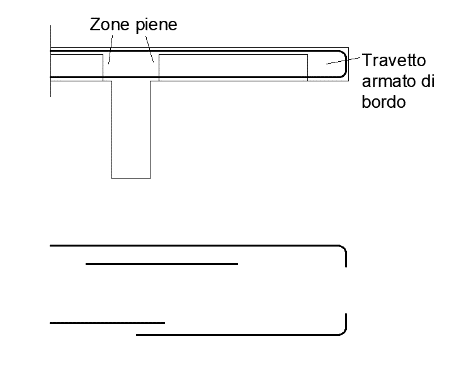 Zone piene
Travetto
armato di
bordo